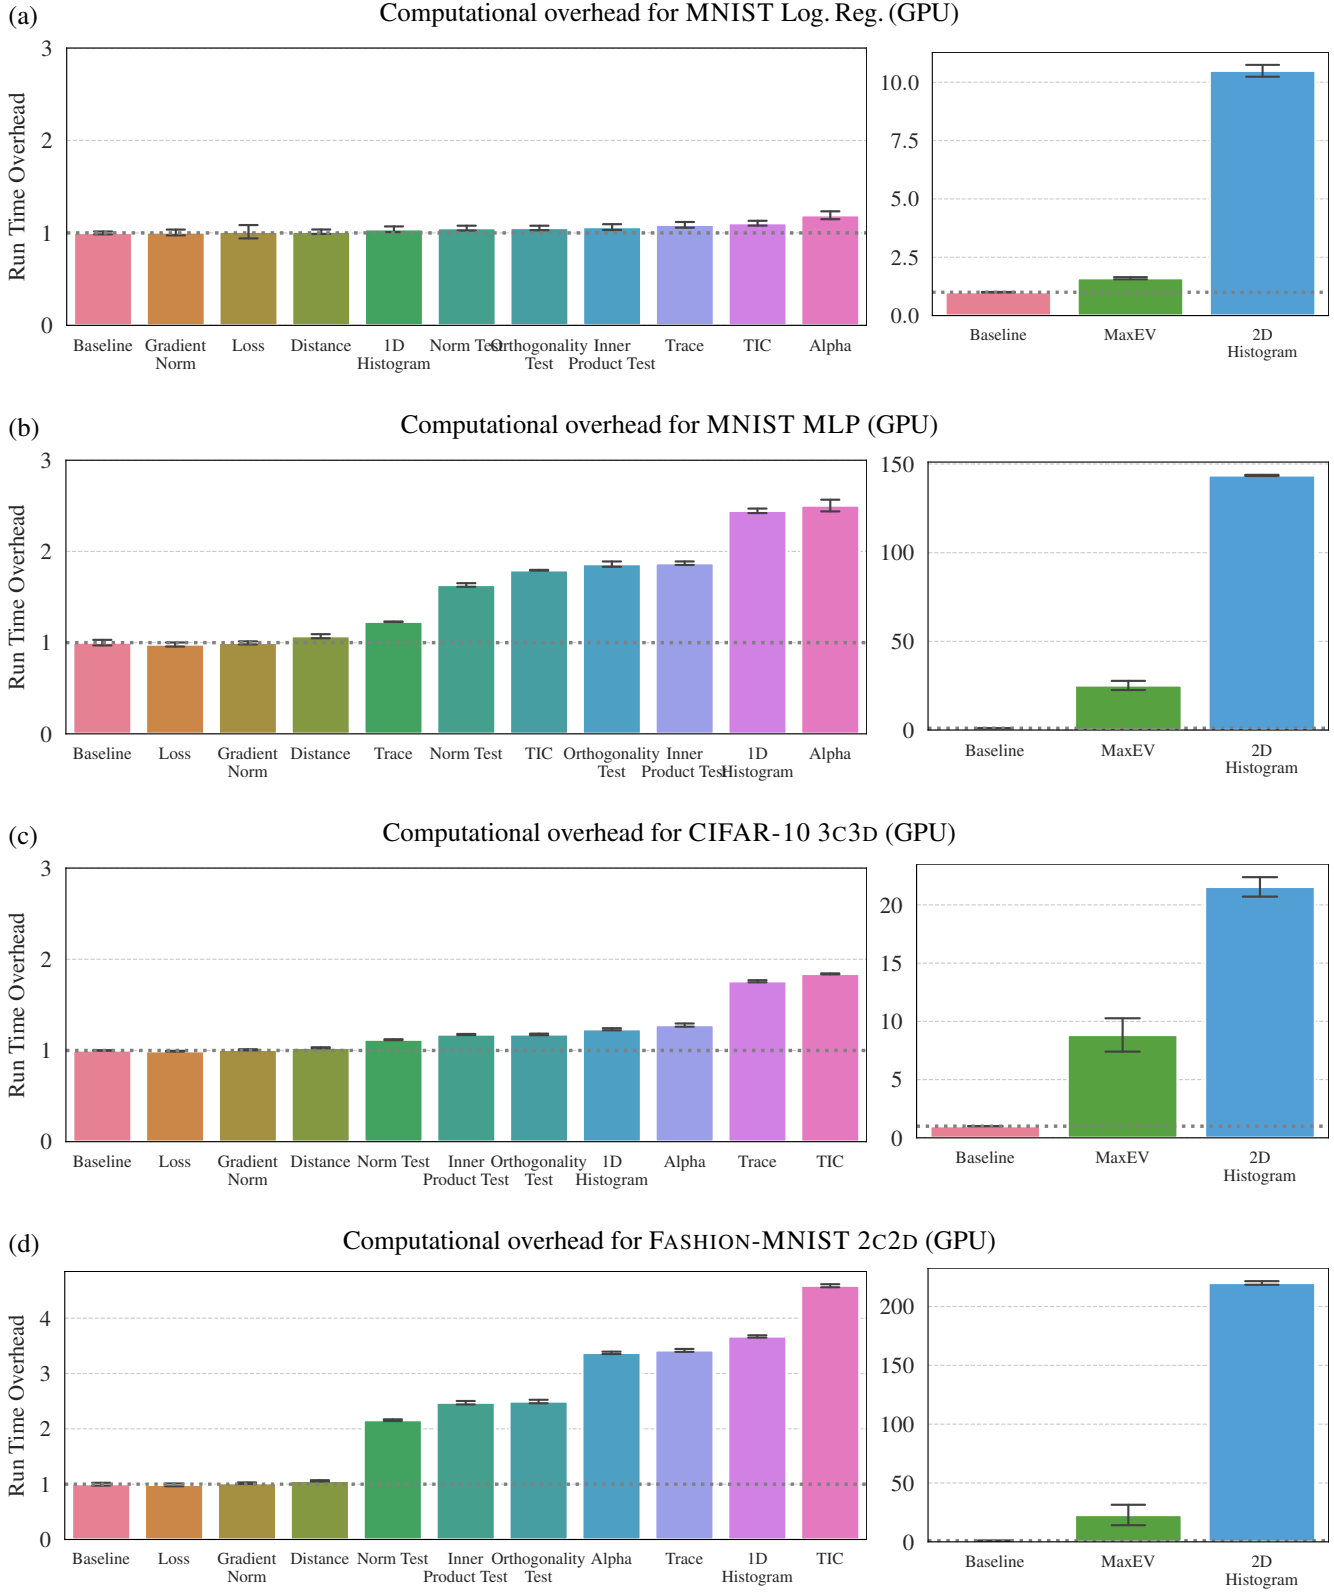 (a)
Computational overhead for MNIST Log. Reg. (GPU)
Run Time Overhead
3
2
1
0
Baseline
Gradient
Norm
Loss
Distance
1D
Histogram
Norm Test
Orthogonality
Test
Inner
Product Test
Trace
TIC
Alpha
10.0
7.5
5.0
2.5
0.0
Baseline
MaxEV
2D
Histogram
(b)
Computational overhead for MNIST MLP (GPU)
Run Time Overhead
3
2
1
0
Baseline
Loss
Gradient
Norm
Distance
Trace
Norm Test
TIC
Orthogonality
Test
Inner
Product Test
1D
Histogram
Alpha
150
100
50
0
Baseline
MaxEV
2D
Histogram
(c)
Computational overhead for CIFAR-10 3C3D (GPU)
Run Time Overhead
3
2
1
0
Baseline
Loss
Gradient
Norm
Distance
Norm Test
Inner
Product Test
Orthogonality
Test
1D
Histogram
Alpha
Trace
TIC
20
15
10
5
0
Baseline
MaxEV
2D
Histogram
(d)
Computational overhead for FASHION-MNIST 2C2D (GPU)
Run Time Overhead
4
3
2
1
0
Baseline
Loss
Gradient
Norm
Distance
Norm Test
Inner
Product Test
Orthogonality
Test
Alpha
Trace
1D
Histogram
TIC
200
150
100
50
0
Baseline
MaxEV
2D
Histogram